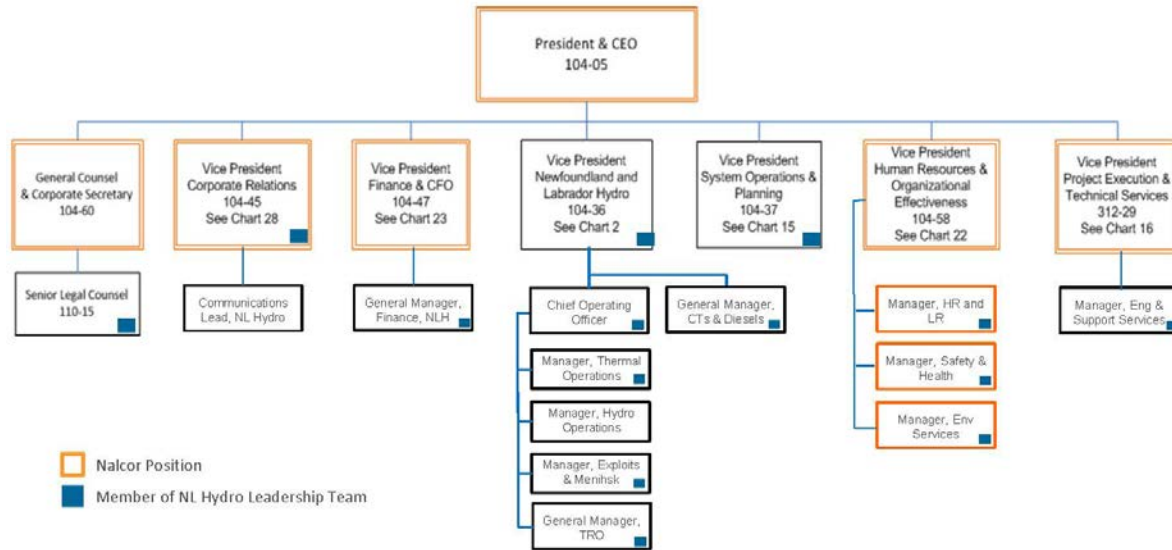 President & CEO
104-05
General Counsel
& Corporate Secretary
104-60
Vice President
Corporate Relations
104-45
See Chart 28
Vice President
Finance & CFO
104-47
See Chart 23
Vice President
Newfoundland and
Labrador Hydro
104-36
See Chart 2
Vice President
System Operations &
Planning
104-37
See Chart 15
Vice President
Human Resources &
Organizational
Effectiveness
104-58
See Chart 22
Vice President
Project Execution &
Technical Services
312-29
See Chart 16
Senior Legal Counsel
110-15
Communications
Lead, NL Hydro
General Manager,
Finance, NLH
Chief Operating
Officer
General Manager,
CTs & Diesels
Manager, HR and
LR
Manager, Eng &
Support Services
Manager, Thermal
Operations
Manager, Safety &
Health
Manager, Hydro
Operations
Manager, Env
Services
Manager, Exploits
& Menihsk
General Manager,
TRO
Nalcor Position
Member of NL Hydro Leadership Team